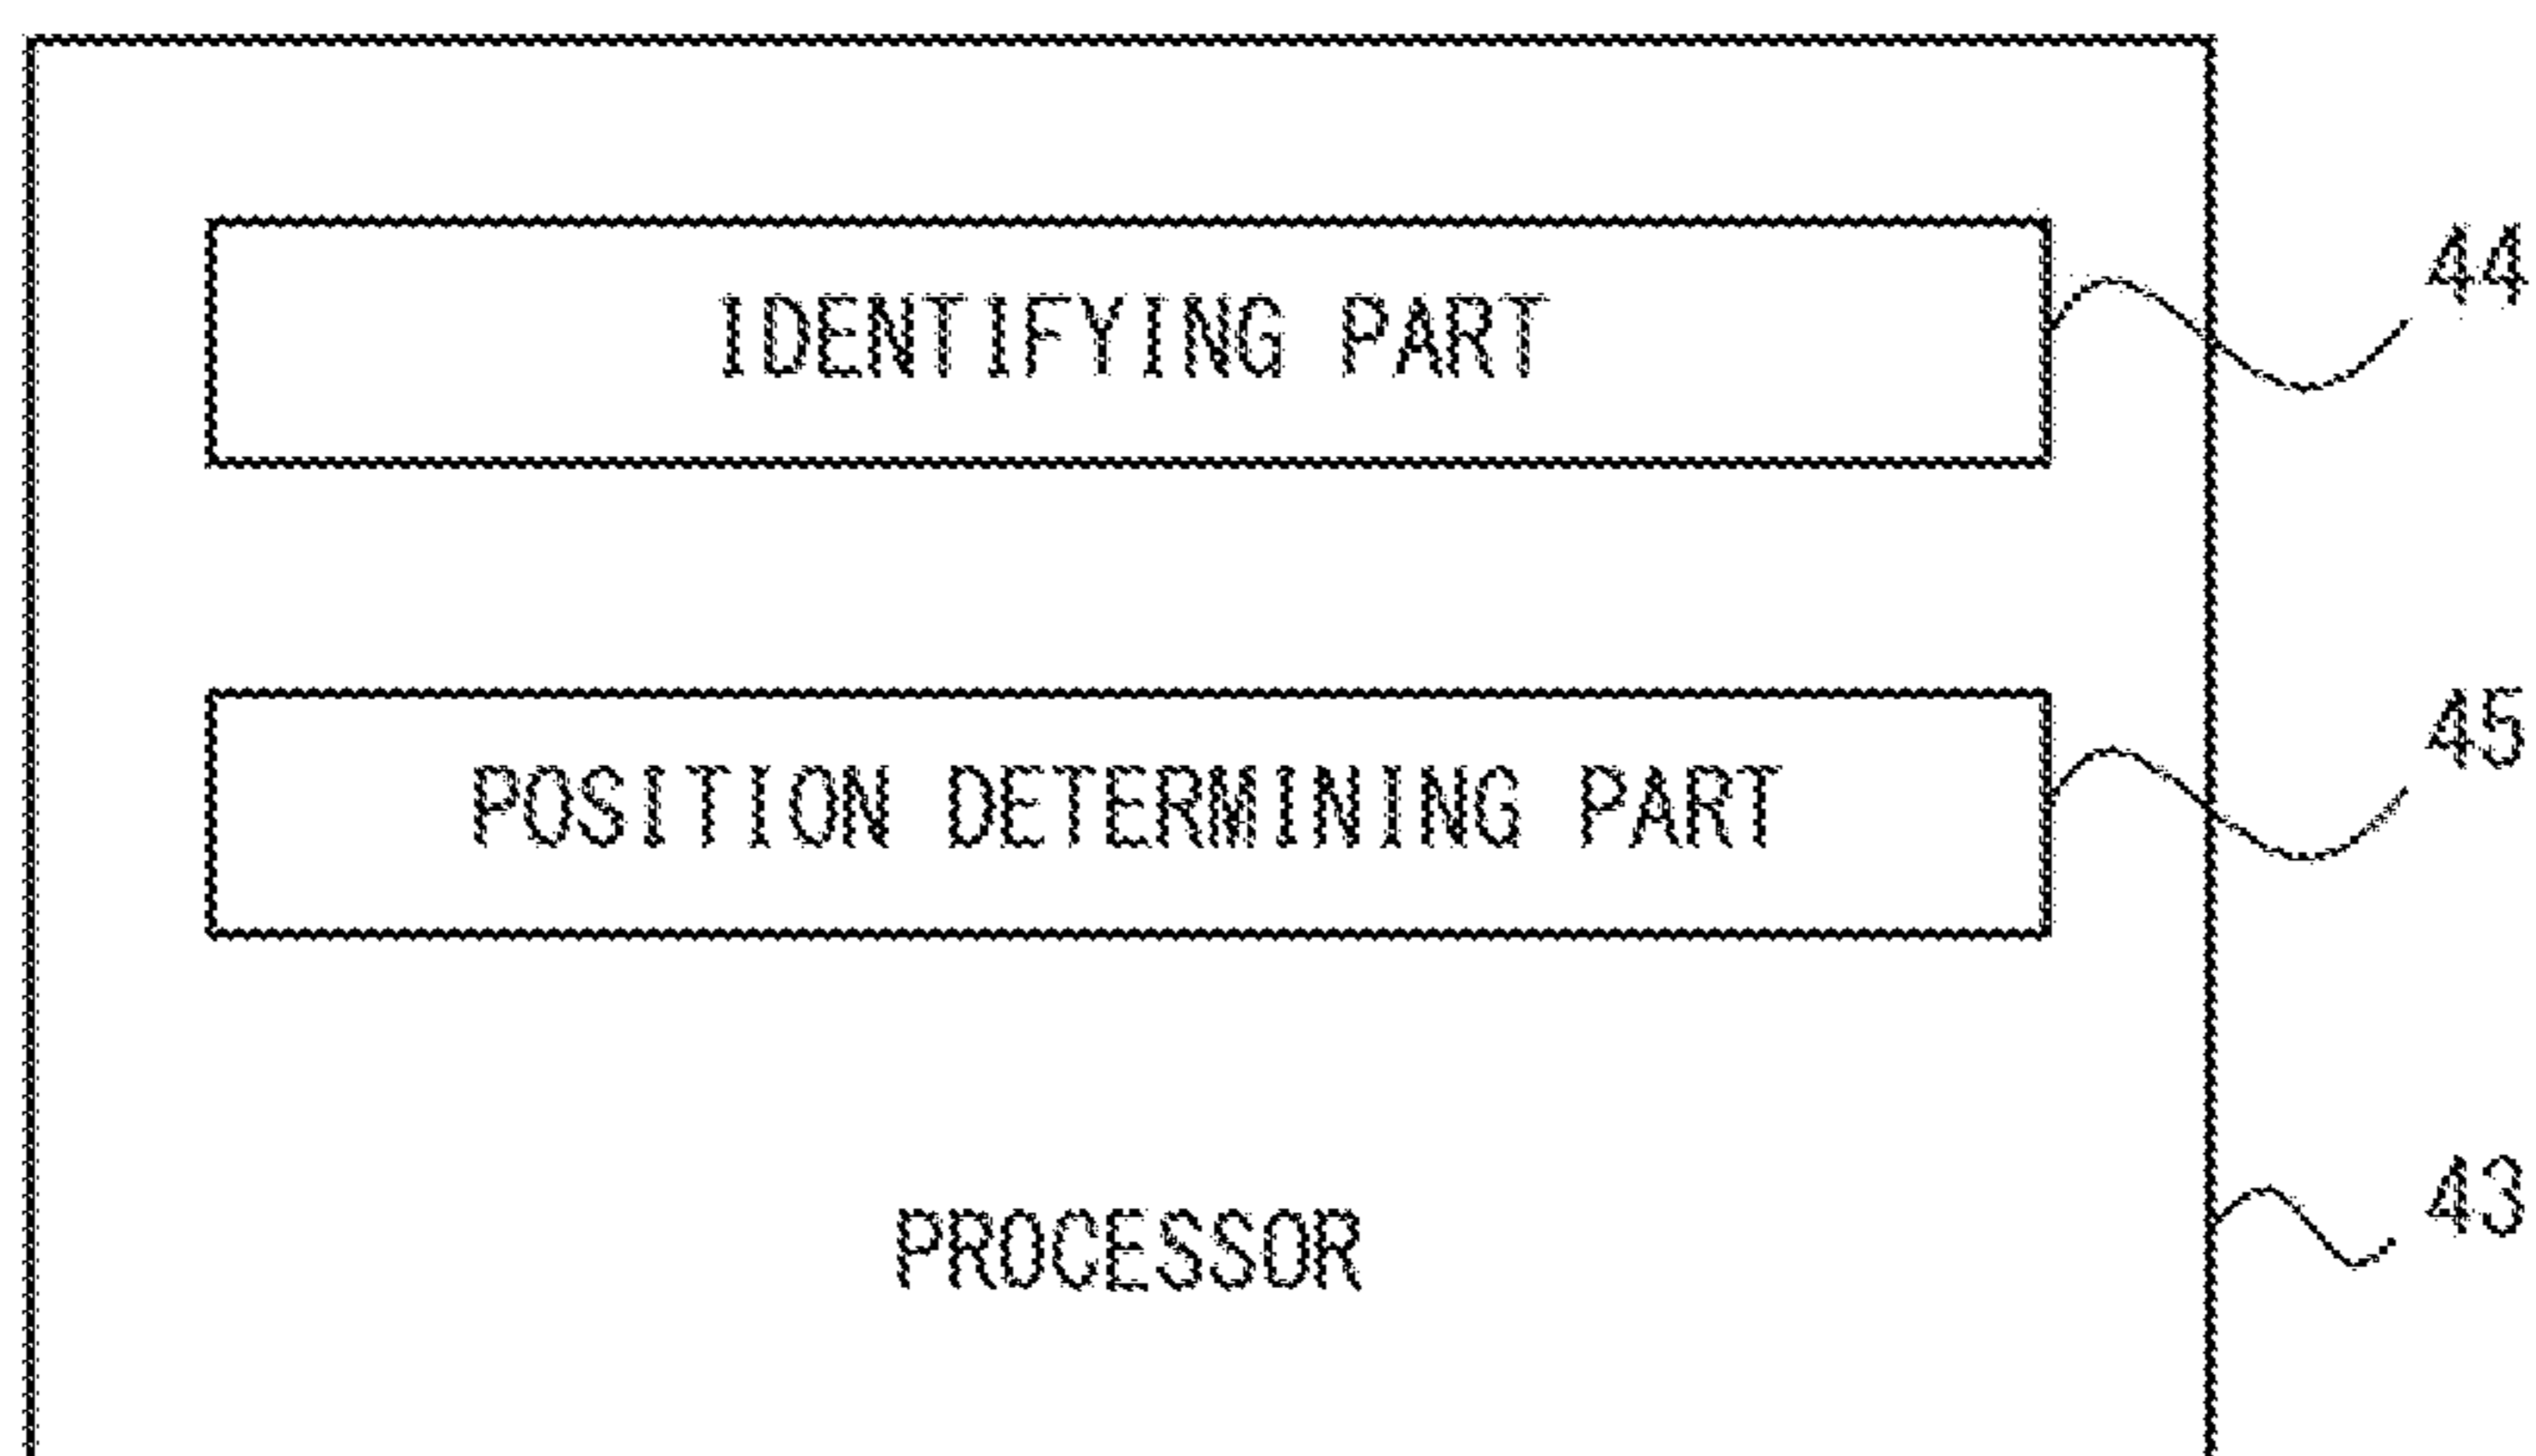 IDENTIFYING PART
44
POSITION DETERMINING PART
45
PROCESSOR
43